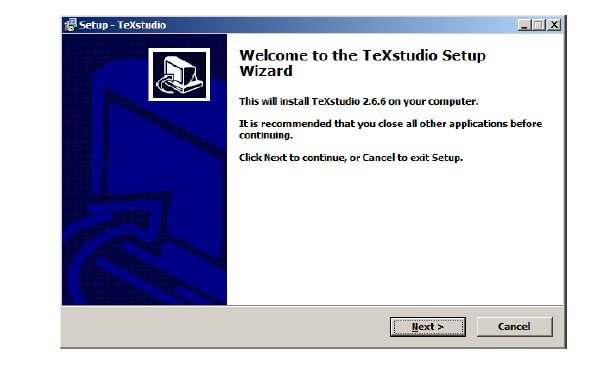 Setup - TeXstudio
Welcome to the TeXstudio Setup
Wizard
This will install TeXstudio 2.6.6 on your computer.
It is recommended that you close all other applications before
continuing.
Click Next to continue, or Cancel to exit Setup.
Next >
Cancel